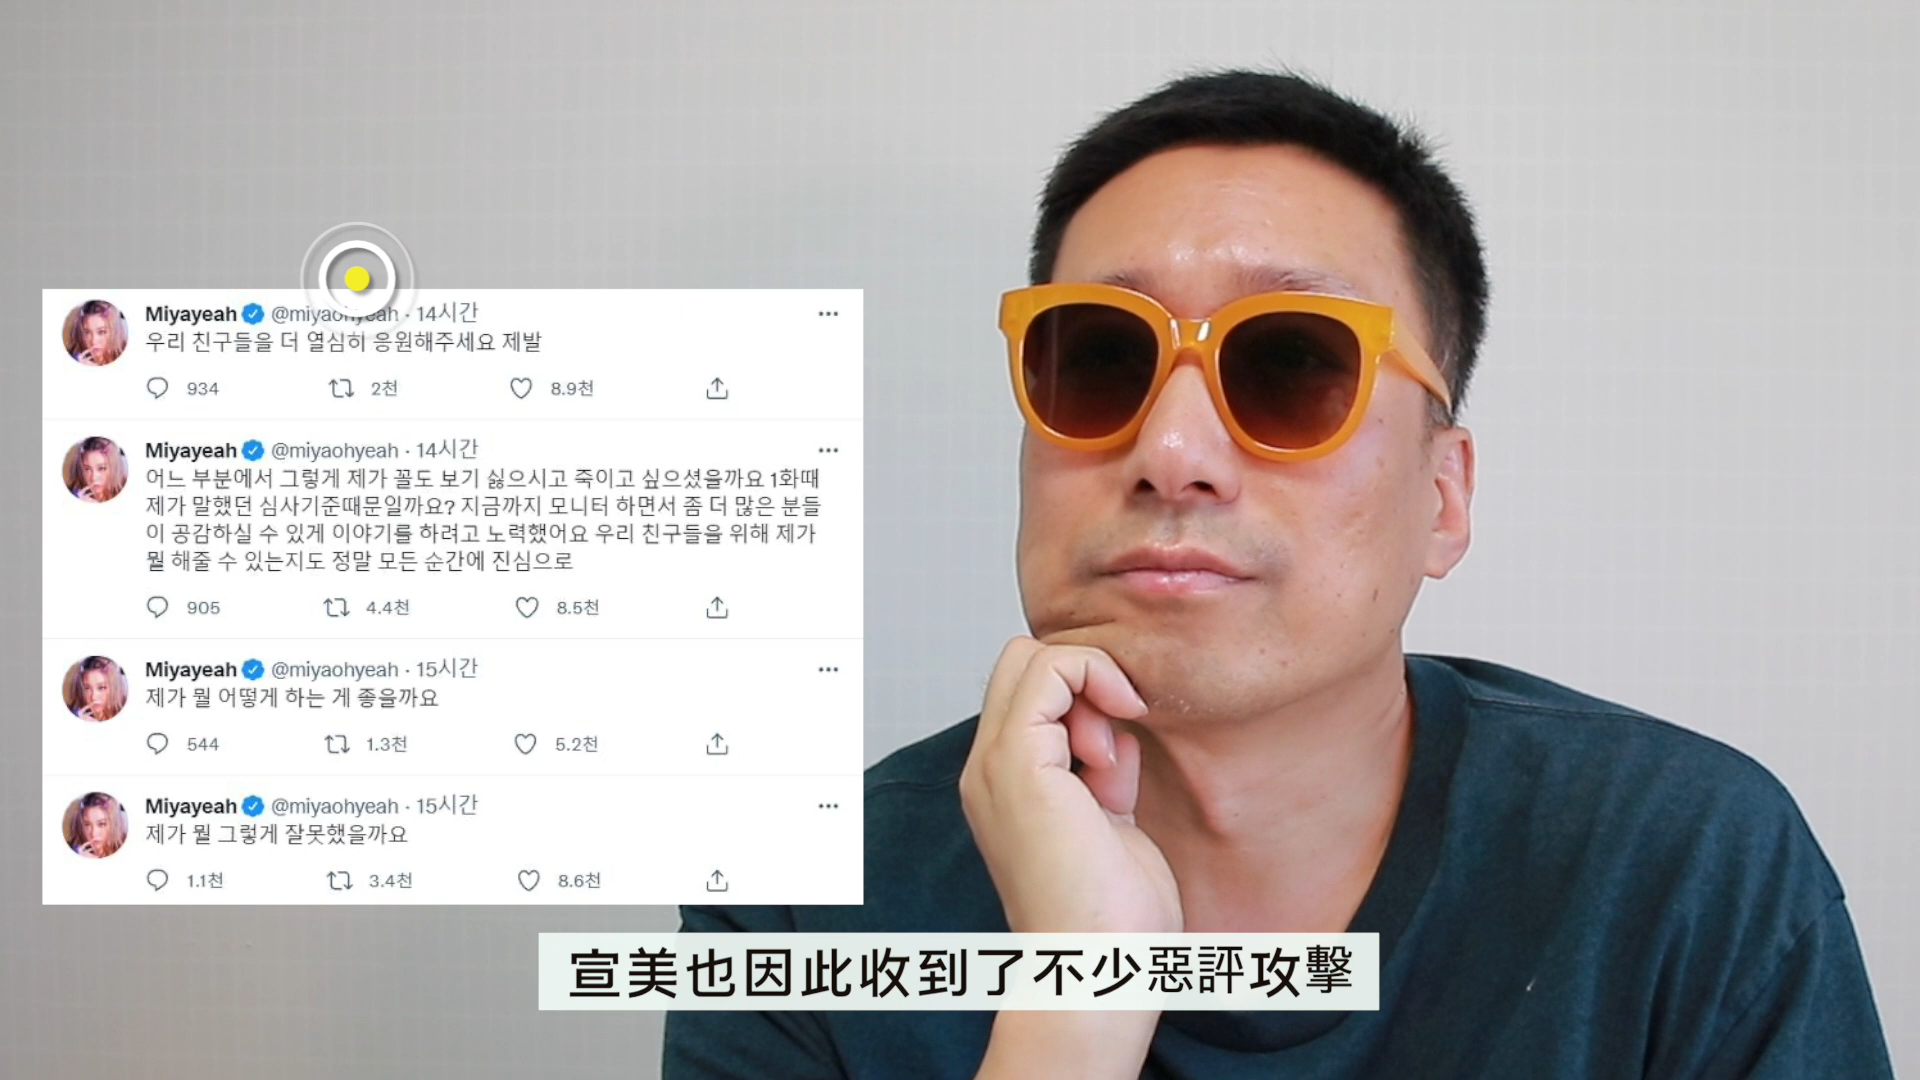 Miyayeah @miyaohyeah · 14시간
우리 친구들을 더 열심히 응원해주세요 제발
934 2천 8.9천
Miyayeah @miyaohyeah · 14시간
어느 부분에서 그렇게 제가 꼴도 보기 싫으시고 죽이고 싶으셨을까요 1화때
제가 말했던 심사기준때문일까요? 지금까지 모니터 하면서 좀 더 많은 분들
이 공감하실 수 있게 이야기를 하려고 노력했어요 우리 친구들을 위해 제가
뭘 해줄 수 있는지도 정말 모든 순간에 진심으로
905 4.4천 8.5천
Miyayeah @miyaohyeah · 15시간
제가 뭘 어떻게 하는 게 좋을까요
544 1.3천 5.2천
Miyayeah @miyaohyeah · 15시간
제가 뭘 그렇게 잘못했을까요
1.1천 3.4천 8.6천
宣美也因此收到了不少惡評攻擊